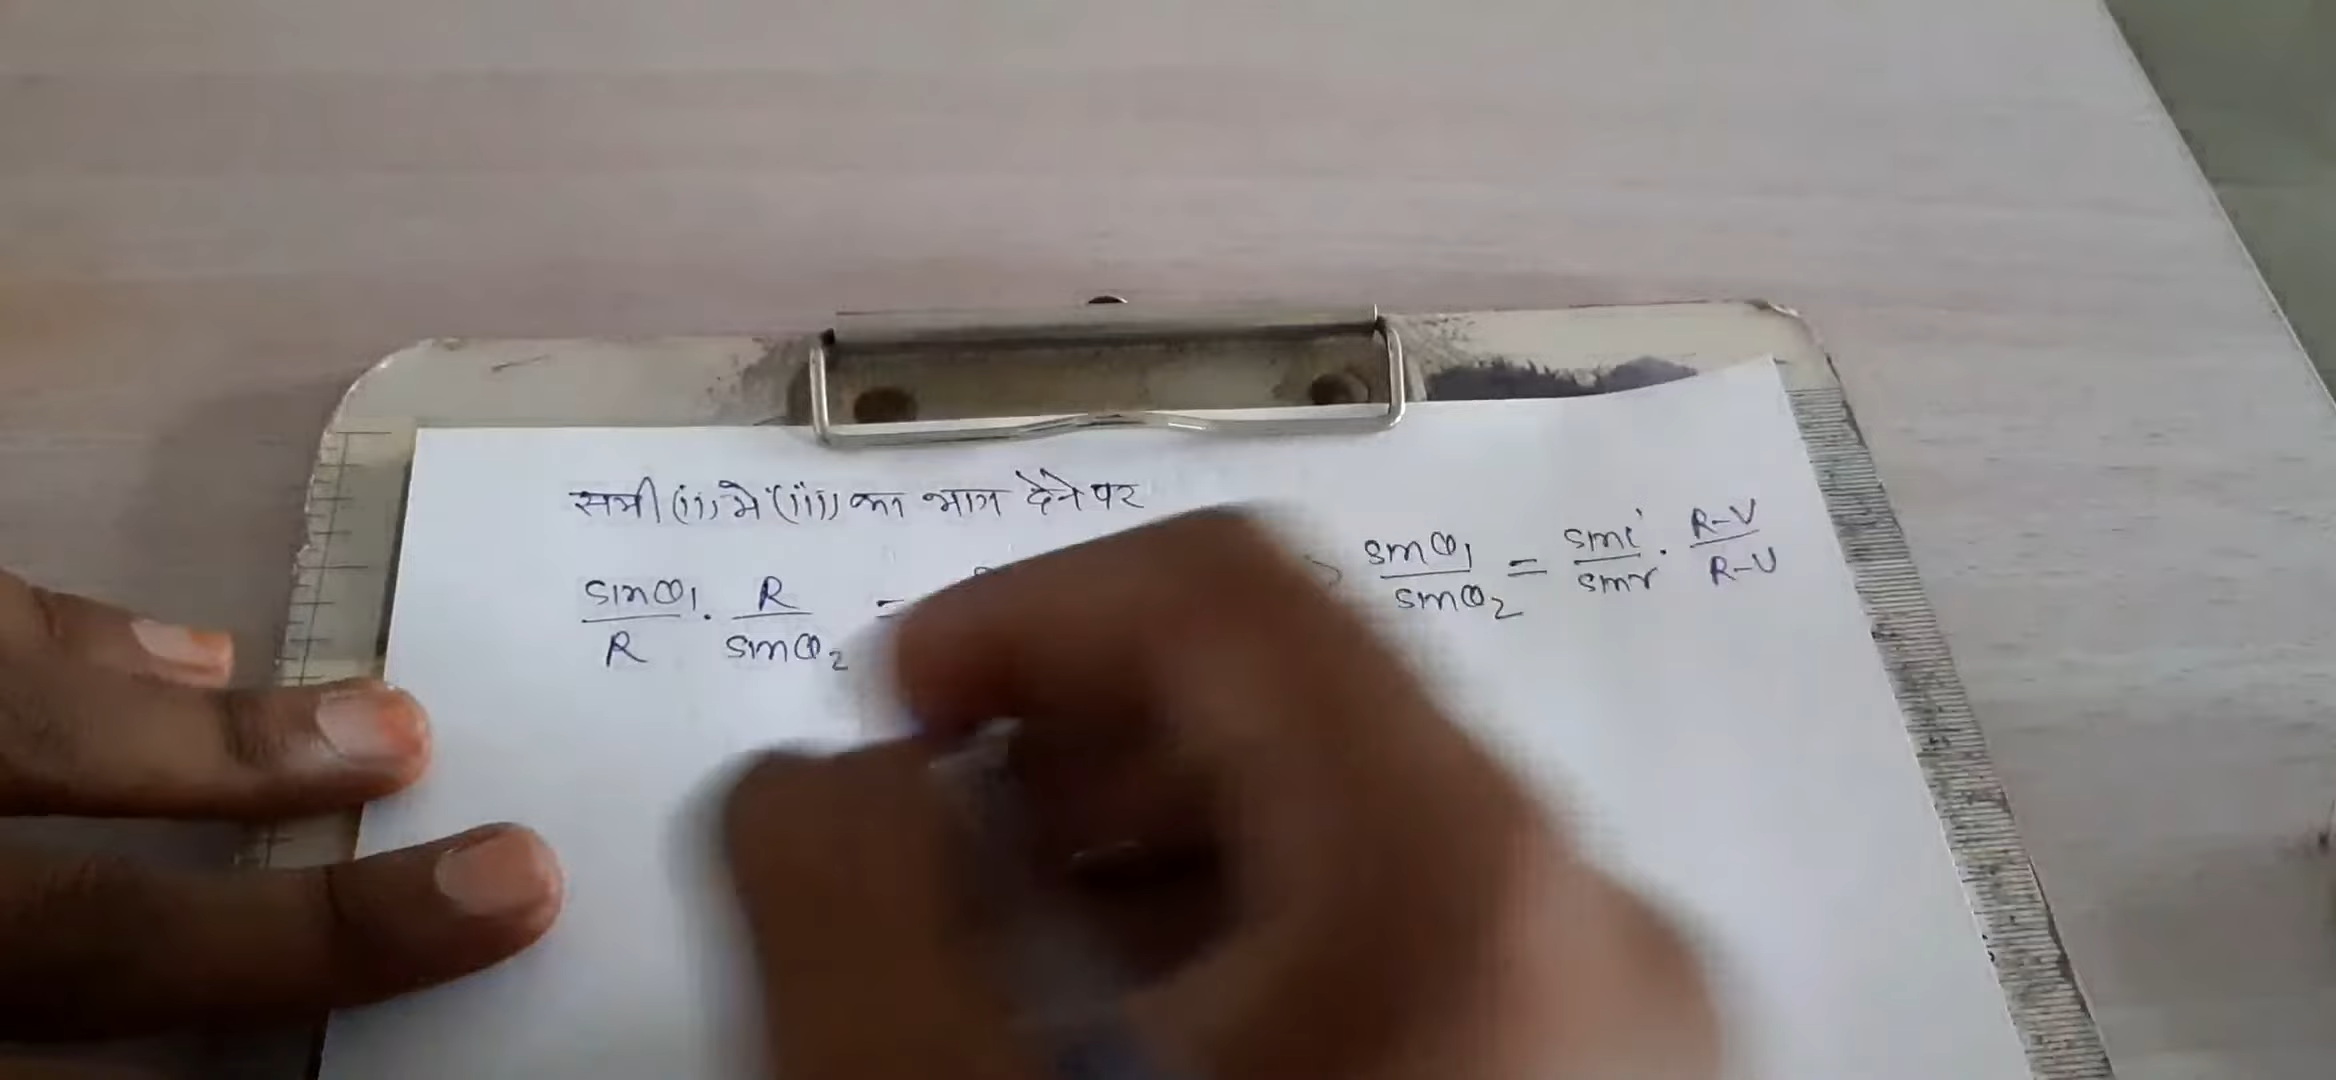 समी (ii) मे (iii) का भाग देने पर
sinθ₁/R . R/sinθ₂ =
sinθ₁/sinθ₂ = sini/sinr . R-V/R-U